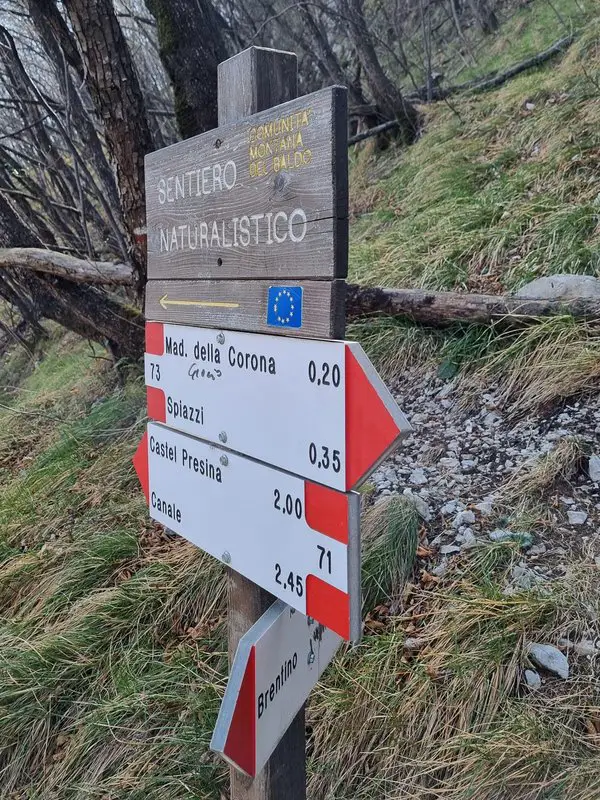 COMUNITA'
MONTANA
DEL BALDO
SENTIERO
NATURALISTICO
Mad. della Corona 0,20
73
Spiazzi 0,35
Castel Presina 2.00
71
Canale 2.45
Brentino